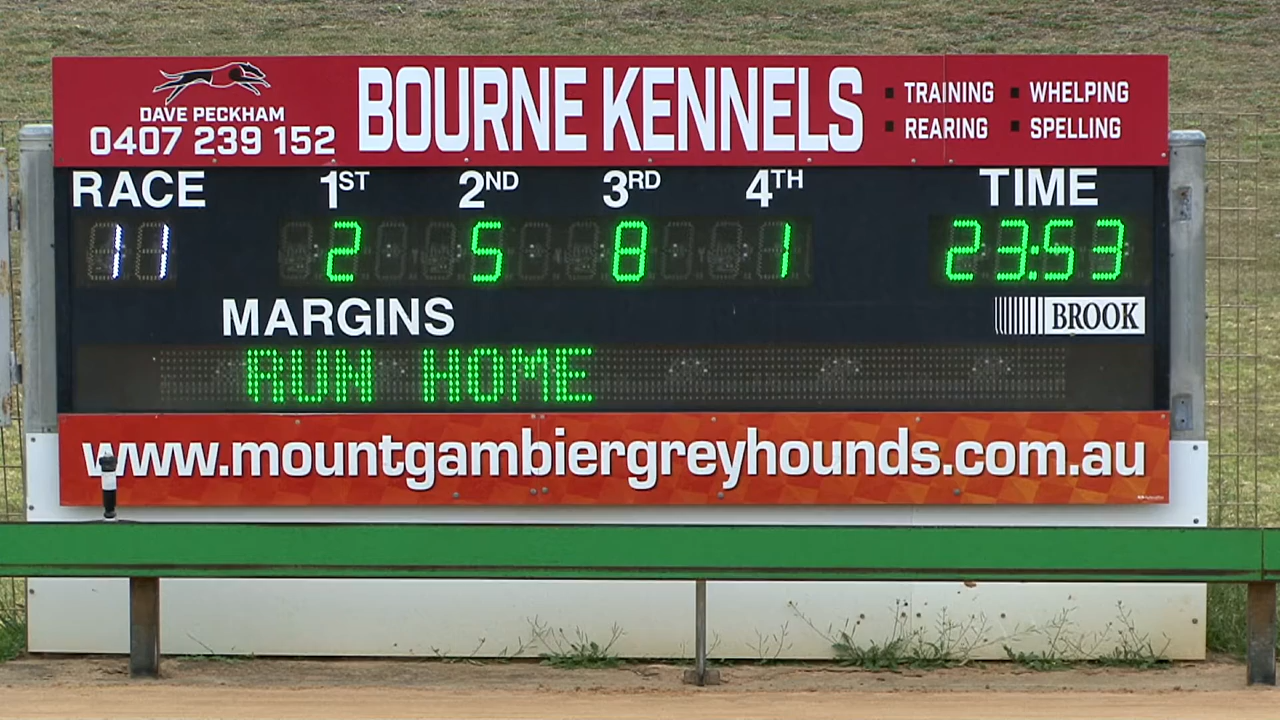 DAVE PECKHAM
0407 239 152
BOURNE KENNELS
▪ TRAINING ▪ WHELPING
▪ REARING ▪ SPELLING
RACE 1ST 2ND 3RD 4TH TIME
11 2 5 8 1 23:53
MARGINS
BROOK
RUN HOME
www.mountgambiergreyhounds.com.au